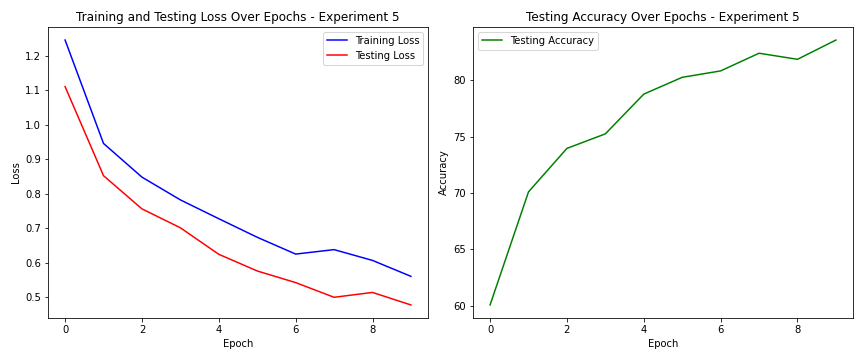 Training and Testing Loss Over Epochs - Experiment 5
Training Loss
Testing Loss
1.2
1.1
1.0
0.9
0.8
0.7
0.6
0.5
Loss
0 2 4 6 8
Epoch
Testing Accuracy Over Epochs - Experiment 5
Testing Accuracy
80
75
70
65
60
Accuracy
0 2 4 6 8
Epoch